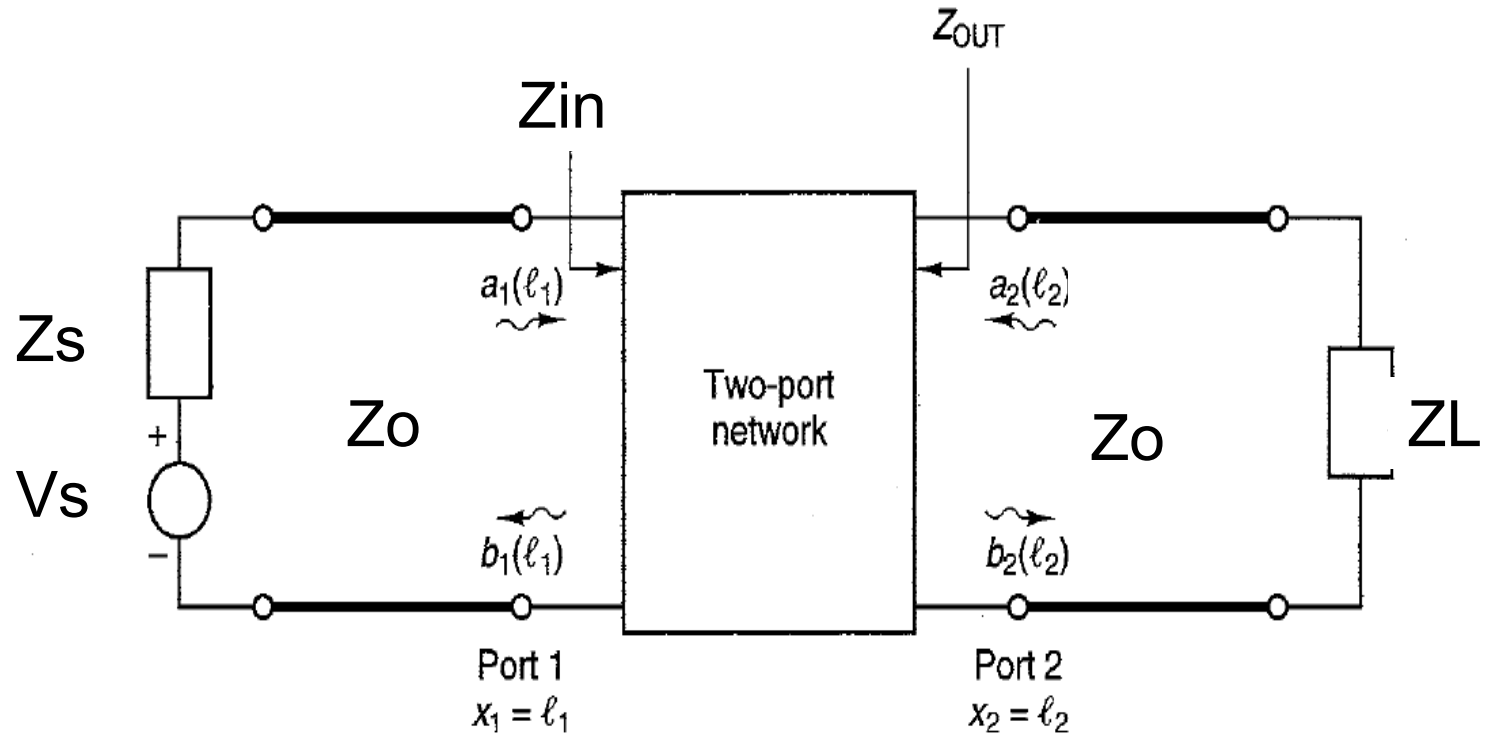 Z_OUT
Zin
a₁(ℓ₁)
a₂(ℓ₂)
Zs
Two-port
network
Zo
Zo
ZL
+
Vs
−
b₁(ℓ₁)
b₂(ℓ₂)
Port 1
x₁ = ℓ₁
Port 2
x₂ = ℓ₂